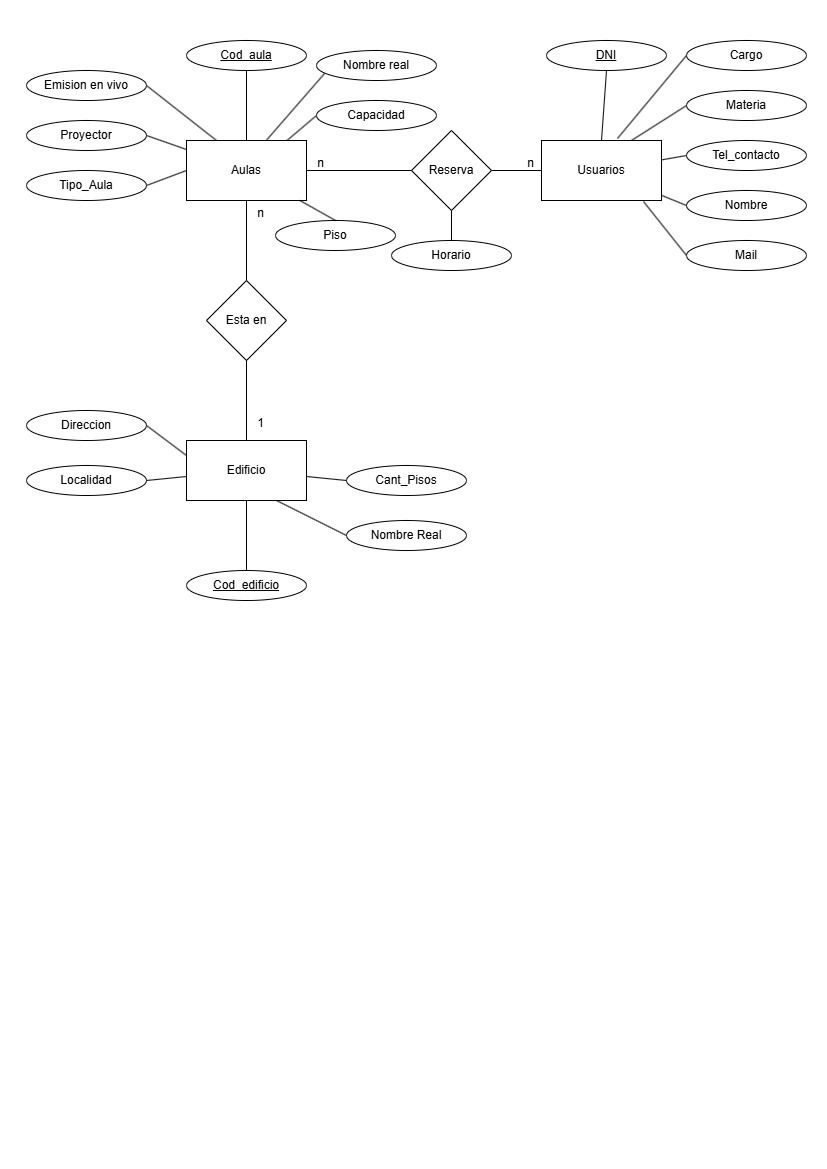 Cod_aula
DNI
Nombre real
Cargo
Emision en vivo
Materia
Capacidad
Proyector
Tel_contacto
n
n
Aulas
Reserva
Usuarios
Tipo_Aula
Nombre
n
Piso
Horario
Mail
Esta en
1
Direccion
Edificio
Localidad
Cant_Pisos
Nombre Real
Cod_edificio